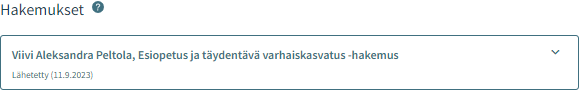 Hakemukset ?
Viivi Aleksandra Peltola, Esiopetus ja täydentävä varhaiskasvatus -hakemus
Lähetetty (11.9.2023)